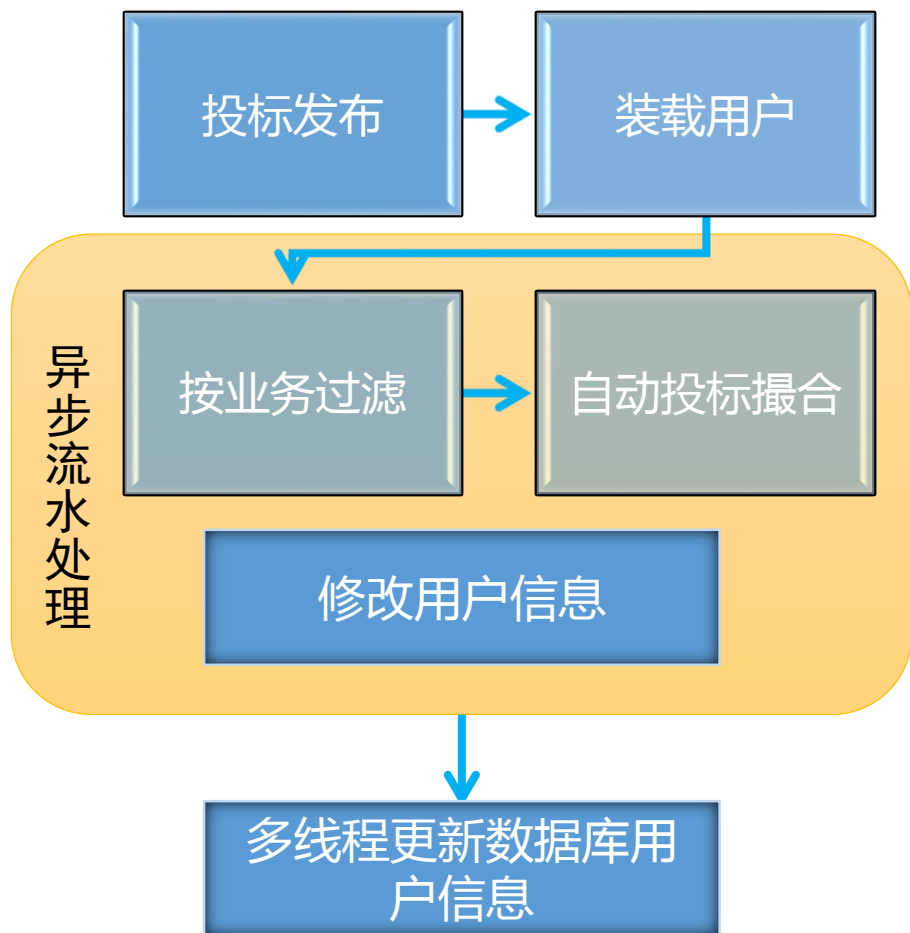 投标发布
装载用户
异步流水处理
按业务过滤
自动投标撮合
修改用户信息
多线程更新数据库用
户信息